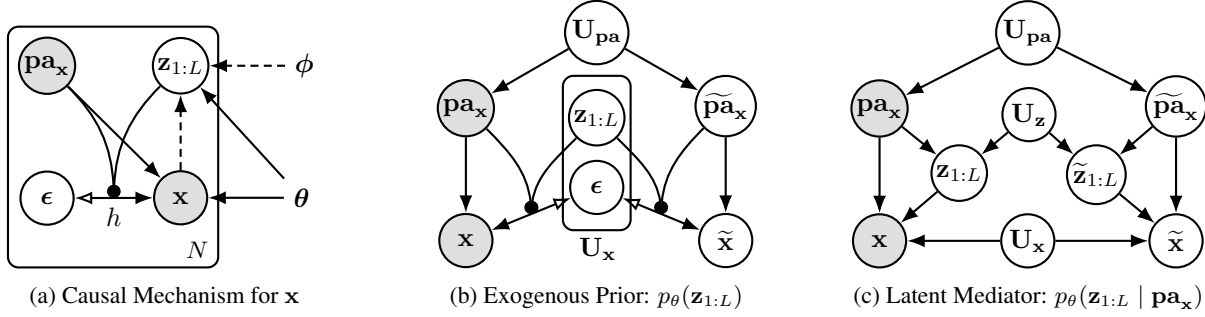 pa_x z_{1:L} ϕ
ϵ h x θ
N
(a) Causal Mechanism for x
U_pa
pa_x z_{1:L} p̃a_x
ϵ
x U_x x̃
(b) Exogenous Prior: p_θ(z_{1:L})
U_pa
pa_x U_z p̃a_x
z_{1:L} z̃_{1:L}
x U_x x̃
(c) Latent Mediator: p_θ(z_{1:L} | pa_x)